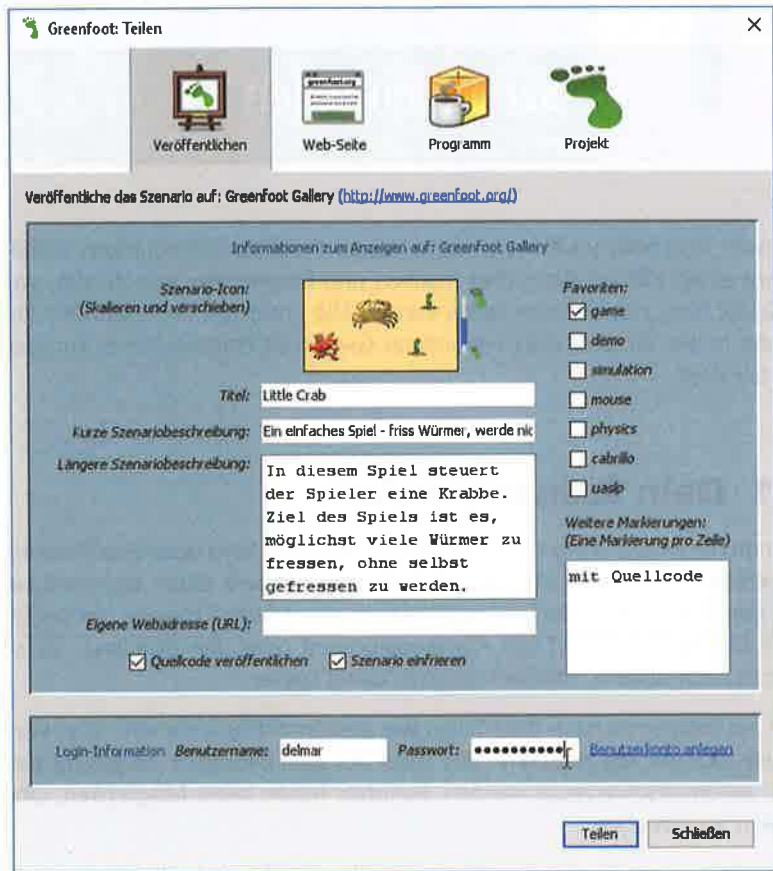 Greenfoot: Teilen
Veröffentlichen
greenfoot.org
Web-Seite
Programm
Projekt
Veröffentliche das Szenario auf: Greenfoot Gallery (http://www.greenfoot.org/)
Informationen zum Anzeigen auf: Greenfoot Gallery
Szenario-Icon:
(Skalieren und verschieben)
Titel: Little Crab
Kurze Szenariobeschreibung: Ein einfaches Spiel - friss Würmer, werde nic
Längere Szenariobeschreibung:
In diesem Spiel steuert
der Spieler eine Krabbe.
Ziel des Spiels ist es,
möglichst viele Würmer zu
fressen, ohne selbst
gefressen zu werden.
Eigene Webadresse (URL):
Quellcode veröffentlichen Szenario einfrieren
Favoriten:
game
demo
simulation
mouse
physics
cabrillo
uaslp
Weitere Markierungen:
(Eine Markierung pro Zeile)
mit Quellcode
Login-Information Benutzername: delmar Passwort: •••••••••• Benutzerkonto anlegen
Teilen Schließen